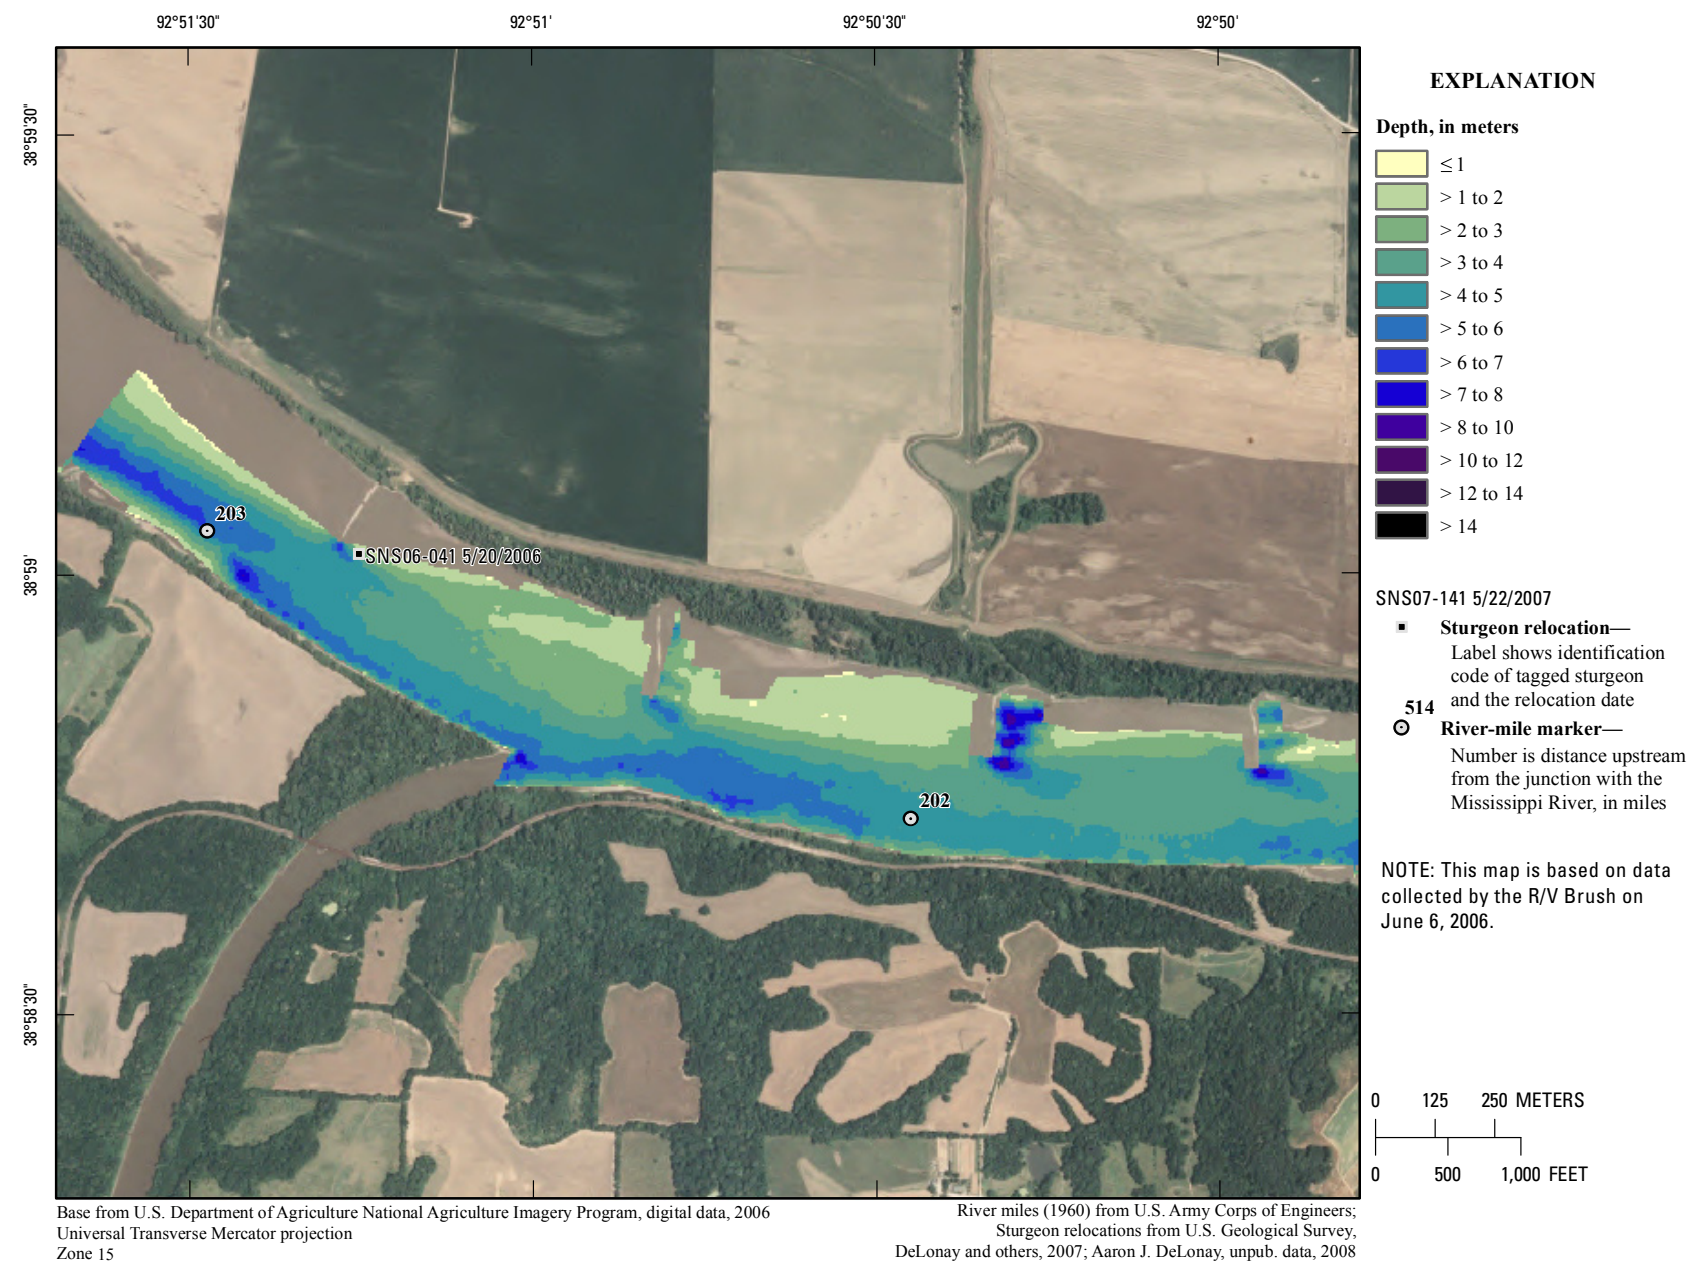 92°51'30"
92°51'
92°50'30"
92°50'
38°59'30"
38°59'
38°58'30"
203
SNS06-041 5/20/2006
202
EXPLANATION
Depth, in meters
≤ 1
> 1 to 2
> 2 to 3
> 3 to 4
> 4 to 5
> 5 to 6
> 6 to 7
> 7 to 8
> 8 to 10
> 10 to 12
> 12 to 14
> 14
SNS07-141 5/22/2007
Sturgeon relocation—
Label shows identification
code of tagged sturgeon
and the relocation date
514
River-mile marker—
Number is distance upstream
from the junction with the
Mississippi River, in miles
NOTE: This map is based on data
collected by the R/V Brush on
June 6, 2006.
0 125 250 METERS
0 500 1,000 FEET
Base from U.S. Department of Agriculture National Agriculture Imagery Program, digital data, 2006
Universal Transverse Mercator projection
Zone 15
River miles (1960) from U.S. Army Corps of Engineers;
Sturgeon relocations from U.S. Geological Survey,
DeLonay and others, 2007; Aaron J. DeLonay, unpub. data, 2008